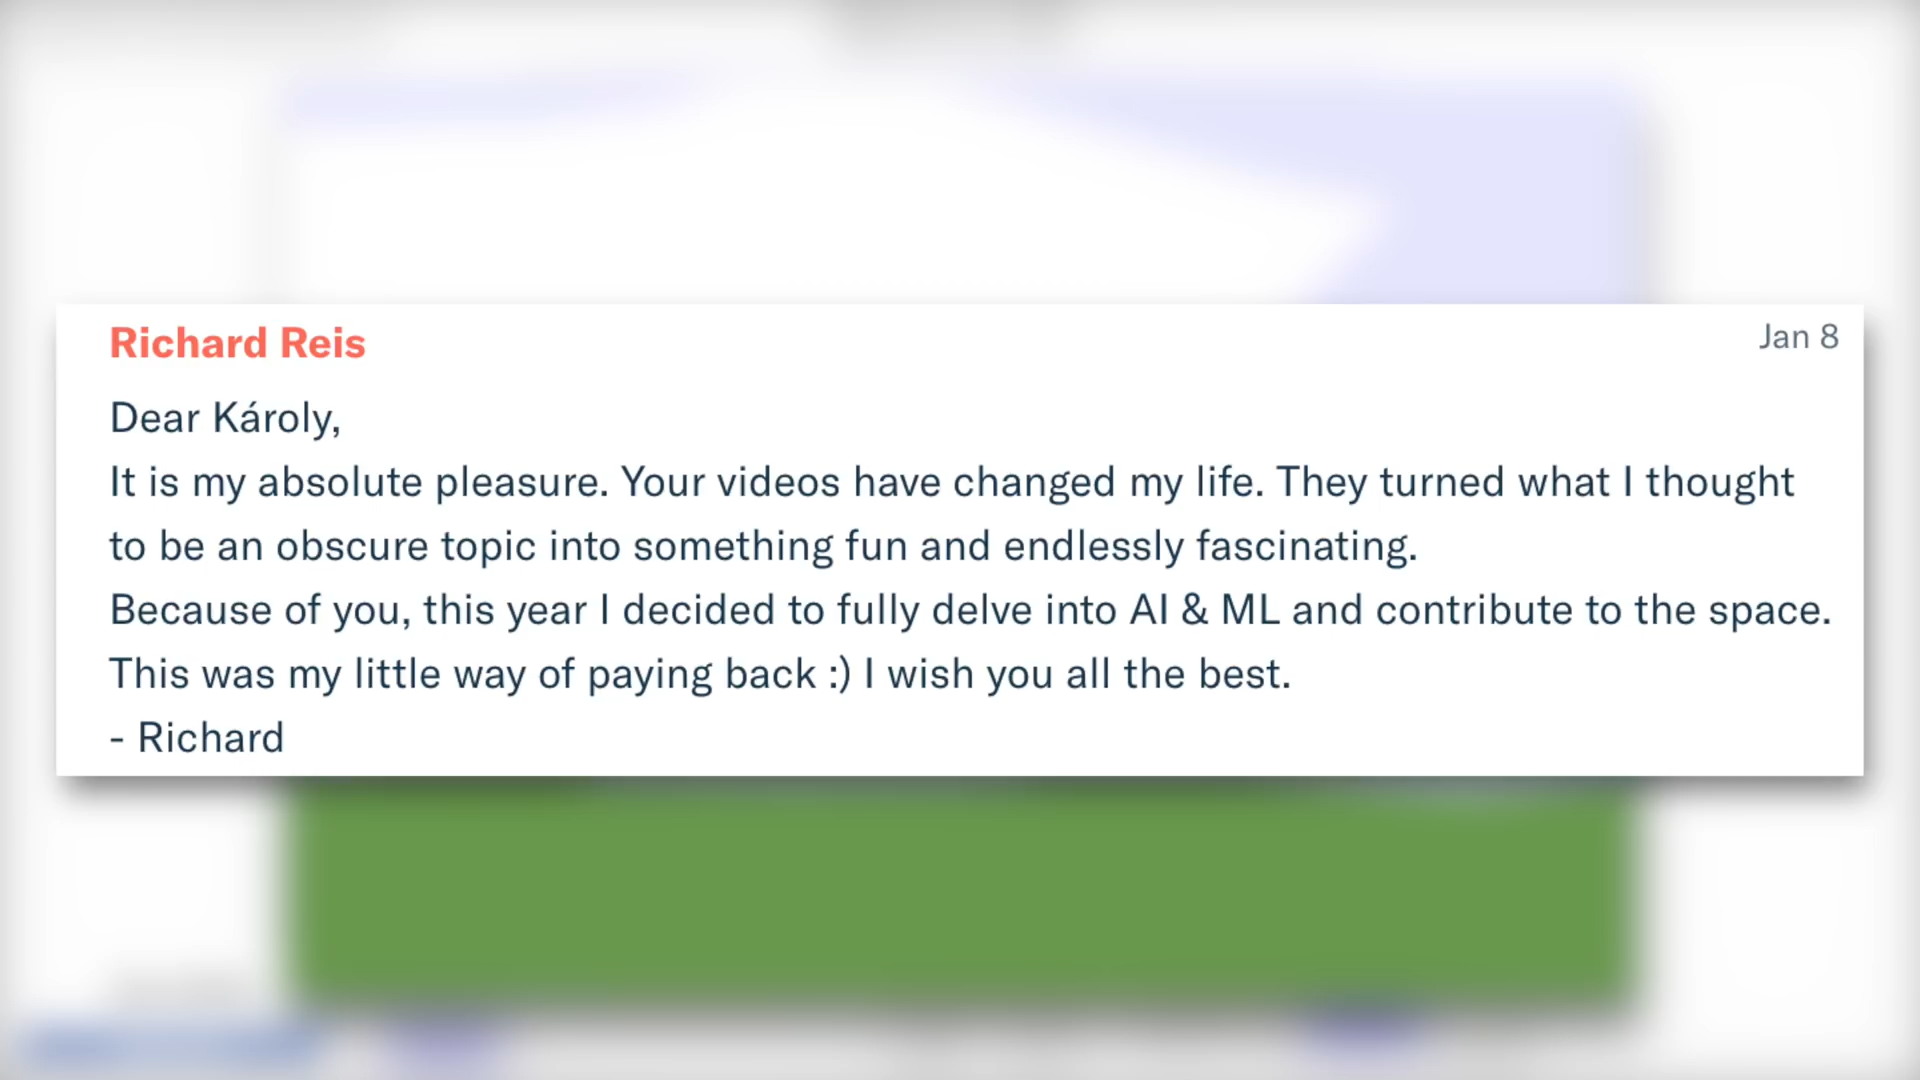 Richard Reis
Jan 8
Dear Károly,
It is my absolute pleasure. Your videos have changed my life. They turned what I thought
to be an obscure topic into something fun and endlessly fascinating.
Because of you, this year I decided to fully delve into AI & ML and contribute to the space.
This was my little way of paying back :) I wish you all the best.
- Richard